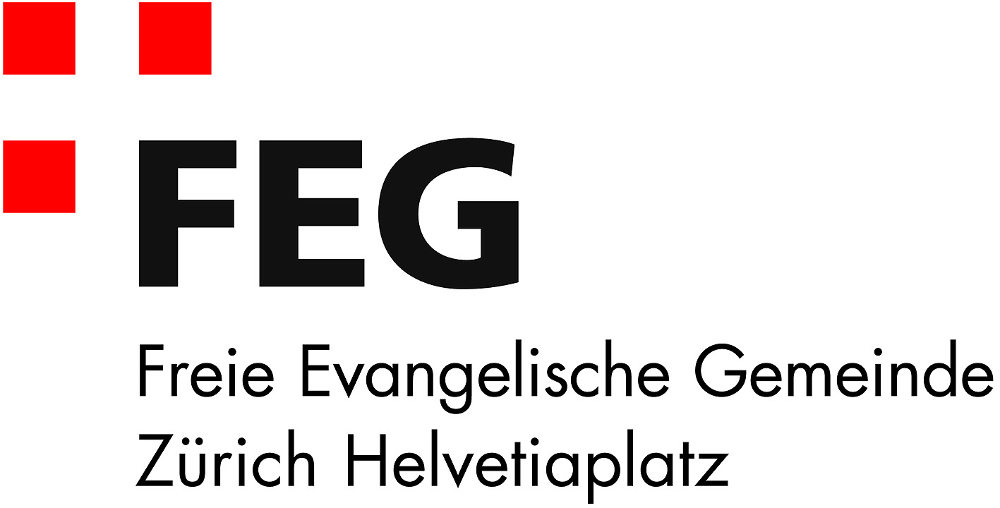 FEG
Freie Evangelische Gemeinde
Zürich Helvetiaplatz